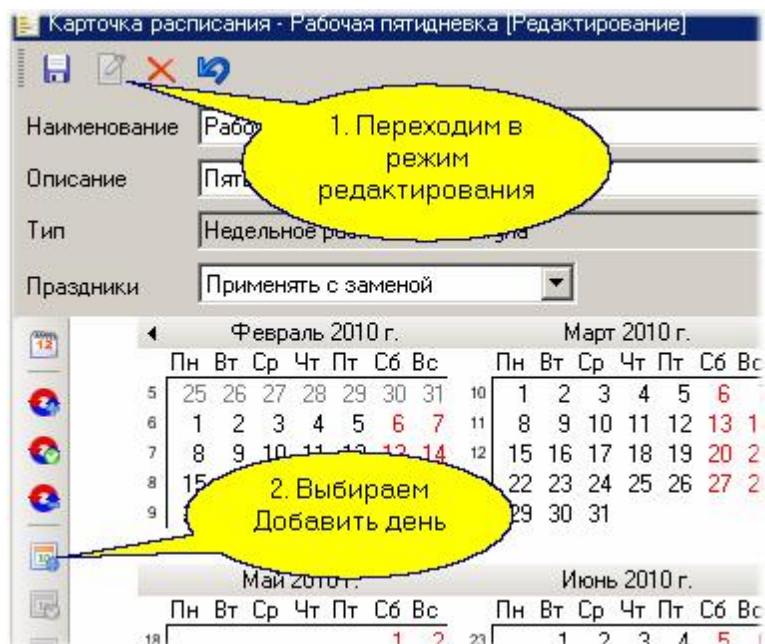 Карточка расписания - Рабочая пятидневка [Редактирование]
Наименование
1. Переходим в
режим
редактирования
Описание
Тип
Недельное
Праздники Применять с заменой
12
Февраль 2010 г. Март 2010 г.
Пн Вт Ср Чт Пт Сб Вс Пн Вт Ср Чт Пт Сб Вс
5 25 26 27 28 29 30 31 10 1 2 3 4 5 6
6 1 2 3 4 5 6 7 11 8 9 10 11 12 13
7 8 9 10 11 12 13 14 12 15 16 17 18 19 20
8 15 22 23 24 25 26 27
9 29 30 31
2. Выбираем
Добавить день
Май 2010 г. Июнь 2010 г.
Пн Вт Ср Чт Пт Сб Вс Пн Вт Ср Чт Пт Сб Вс
18 1 2 23 1 2 3 4 5